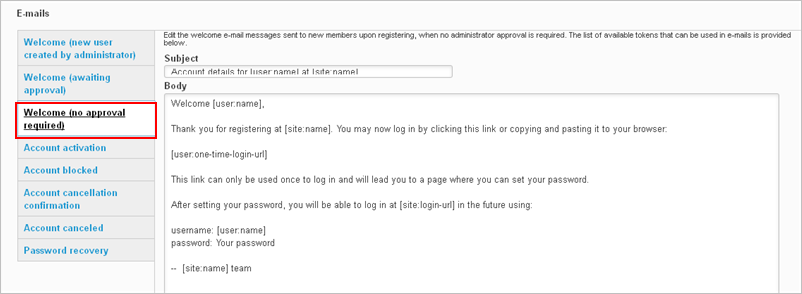 E-mails
Welcome (new user
created by administrator)
Welcome (awaiting
approval)
Welcome (no approval
required)
Account activation
Account blocked
Account cancellation
confirmation
Account canceled
Password recovery
Edit the welcome e-mail messages sent to new members upon registering, when no administrator approval is required. The list of available tokens that can be used in e-mails is provided
below.
Subject
Account details for [user:name] at [site:name]
Body
Welcome [user:name],
Thank you for registering at [site:name]. You may now log in by clicking this link or copying and pasting it to your browser:
[user:one-time-login-url]
This link can only be used once to log in and will lead you to a page where you can set your password.
After setting your password, you will be able to log in at [site:login-url] in the future using:
username: [user:name]
password: Your password
-- [site:name] team